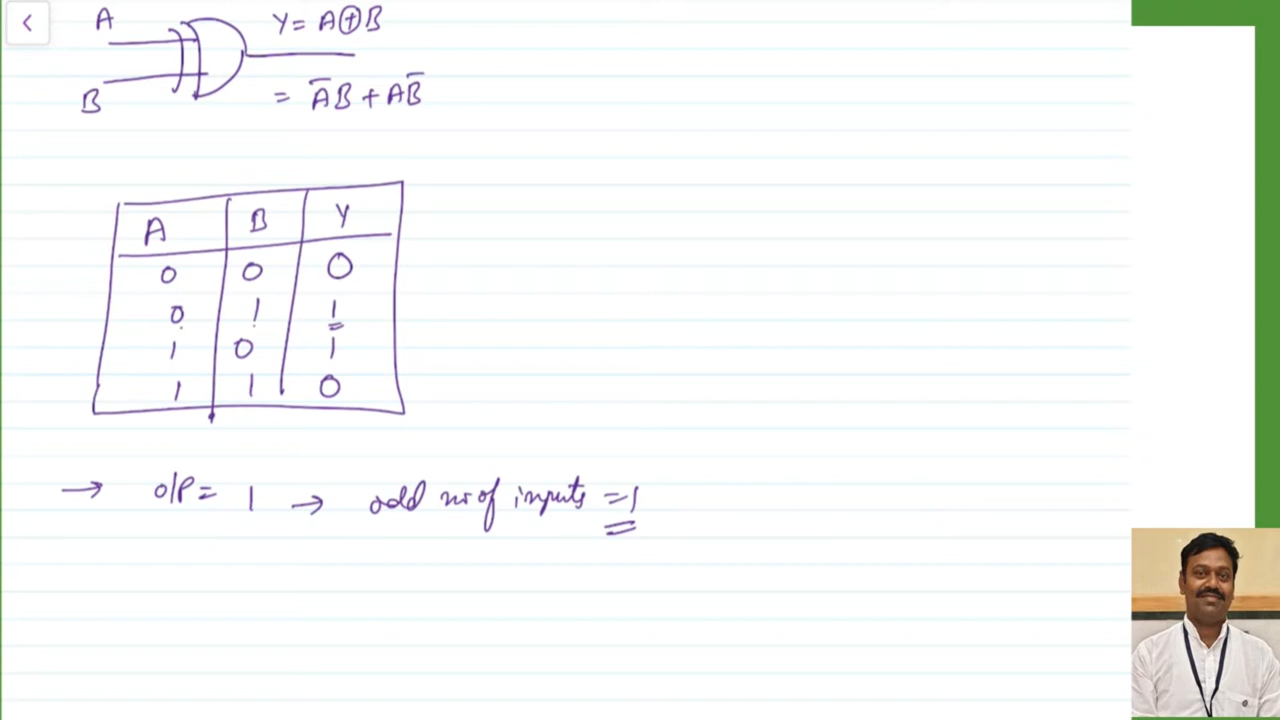 A
Y = A⊕B
B
= A̅B + AB̅
A B Y
0 0 0
0 1 1
1 0 1
1 1 0
→ o/p = 1 → odd no of inputs = 1